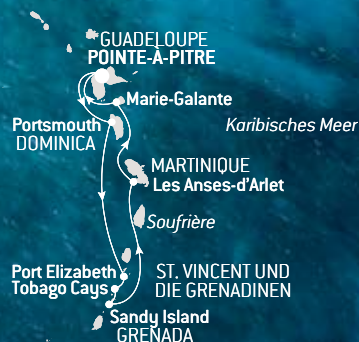 GUADELOUPE
POINTE-À-PITRE
Marie-Galante
Portsmouth
DOMINICA
Karibisches Meer
MARTINIQUE
Les Anses-d'Arlet
Soufrière
Port Elizabeth
Tobago Cays
ST. VINCENT UND
DIE GRENADINEN
Sandy Island
GRENADA